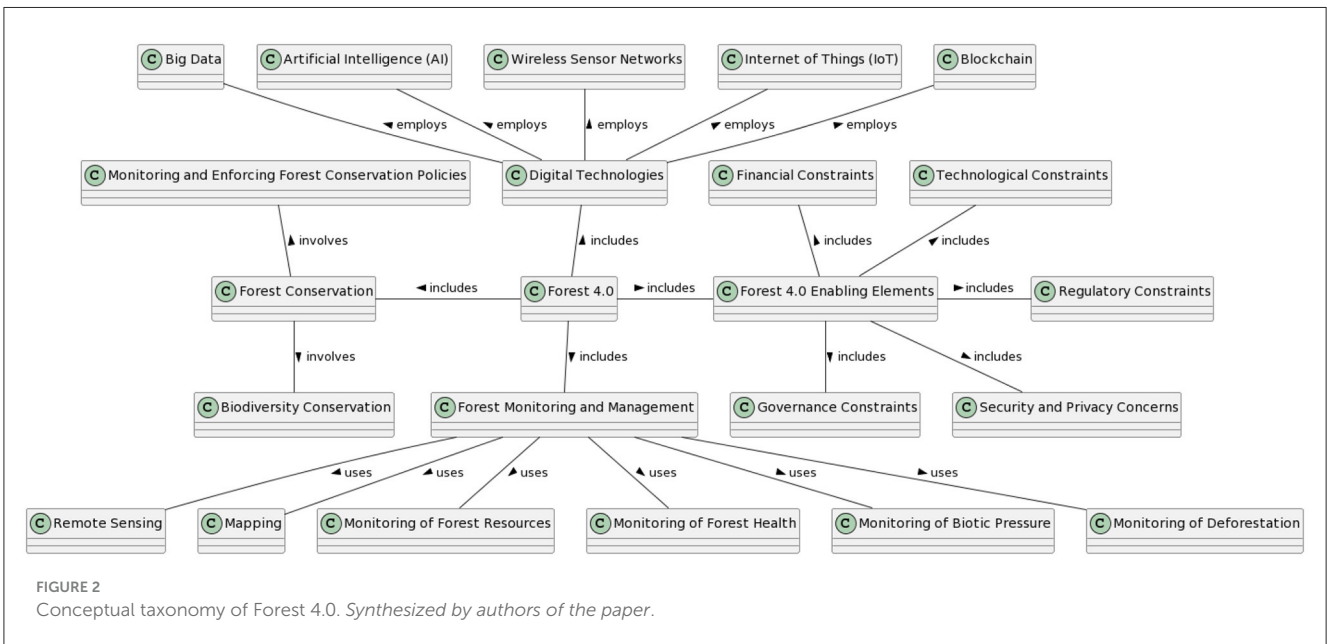 C Big Data
C Artificial Intelligence (AI)
C Wireless Sensor Networks
C Internet of Things (IoT)
C Blockchain
employs
employs
employs
employs
employs
C Monitoring and Enforcing Forest Conservation Policies
C Digital Technologies
C Financial Constraints
C Technological Constraints
involves
includes
includes
includes
C Forest Conservation
includes
C Forest 4.0
includes
C Forest 4.0 Enabling Elements
includes
C Regulatory Constraints
involves
includes
includes
includes
C Biodiversity Conservation
C Forest Monitoring and Management
C Governance Constraints
C Security and Privacy Concerns
uses
uses
uses
uses
uses
uses
C Remote Sensing
C Mapping
C Monitoring of Forest Resources
C Monitoring of Forest Health
C Monitoring of Biotic Pressure
C Monitoring of Deforestation
FIGURE 2
Conceptual taxonomy of Forest 4.0. Synthesized by authors of the paper.